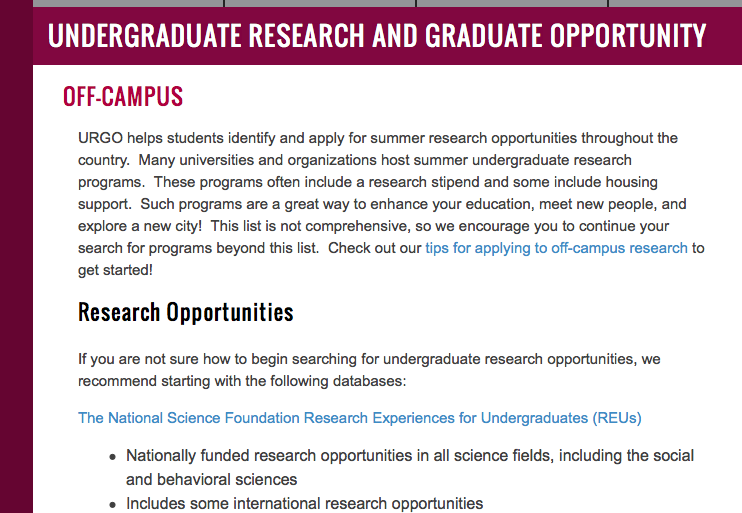 UNDERGRADUATE RESEARCH AND GRADUATE OPPORTUNITY
OFF-CAMPUS
URGO helps students identify and apply for summer research opportunities throughout the
country.  Many universities and organizations host summer undergraduate research
programs.  These programs often include a research stipend and some include housing
support.  Such programs are a great way to enhance your education, meet new people, and
explore a new city!  This list is not comprehensive, so we encourage you to continue your
search for programs beyond this list.  Check out our tips for applying to off-campus research to
get started!
Research Opportunities
If you are not sure how to begin searching for undergraduate research opportunities, we
recommend starting with the following databases:
The National Science Foundation Research Experiences for Undergraduates (REUs)
• Nationally funded research opportunities in all science fields, including the social
and behavioral sciences
• Includes some international research opportunities